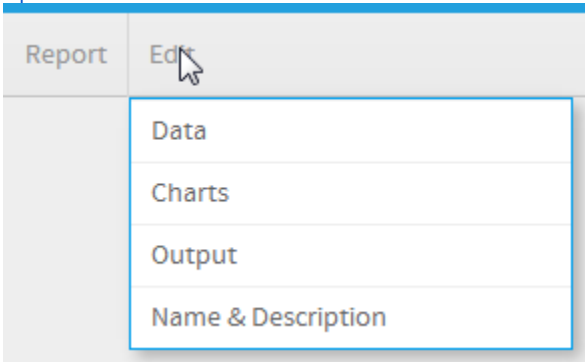 Report Edit
Data
Charts
Output
Name & Description